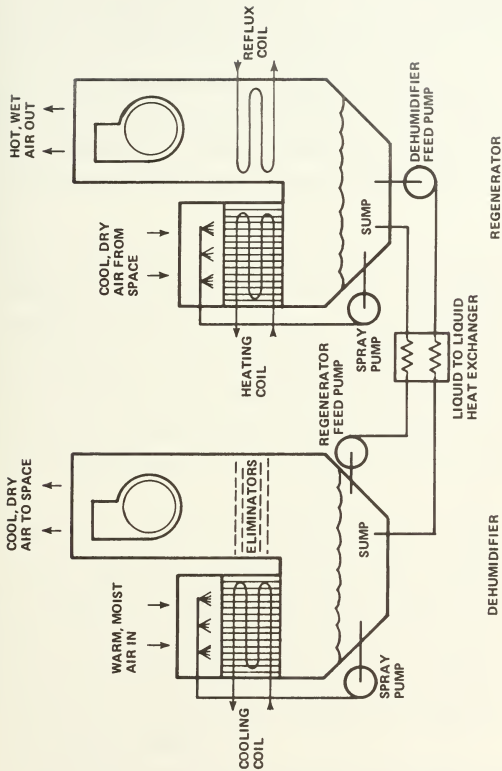 COOL, DRY
AIR TO SPACE
WARM, MOIST
AIR IN
ELIMINATORS
COOLING
COIL
SPRAY
PUMP
SUMP
REGENERATOR
FEED PUMP
DEHUMIDIFIER
HOT, WET
AIR OUT
COOL, DRY
AIR FROM
SPACE
REFLUX
COIL
HEATING
COIL
SPRAY
PUMP
SUMP
DEHUMIDIFIER
FEED PUMP
LIQUID TO LIQUID
HEAT EXCHANGER
REGENERATOR